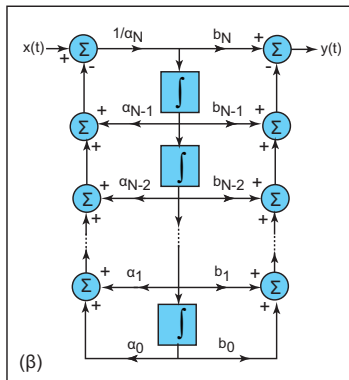 x(t) + Σ - 1/αN bN + Σ - y(t)
∫
+ Σ + αN-1 bN-1 + Σ +
∫
+ Σ + αN-2 bN-2 + Σ +
+ Σ + α1 b1 + Σ +
∫
α0 b0
(β)